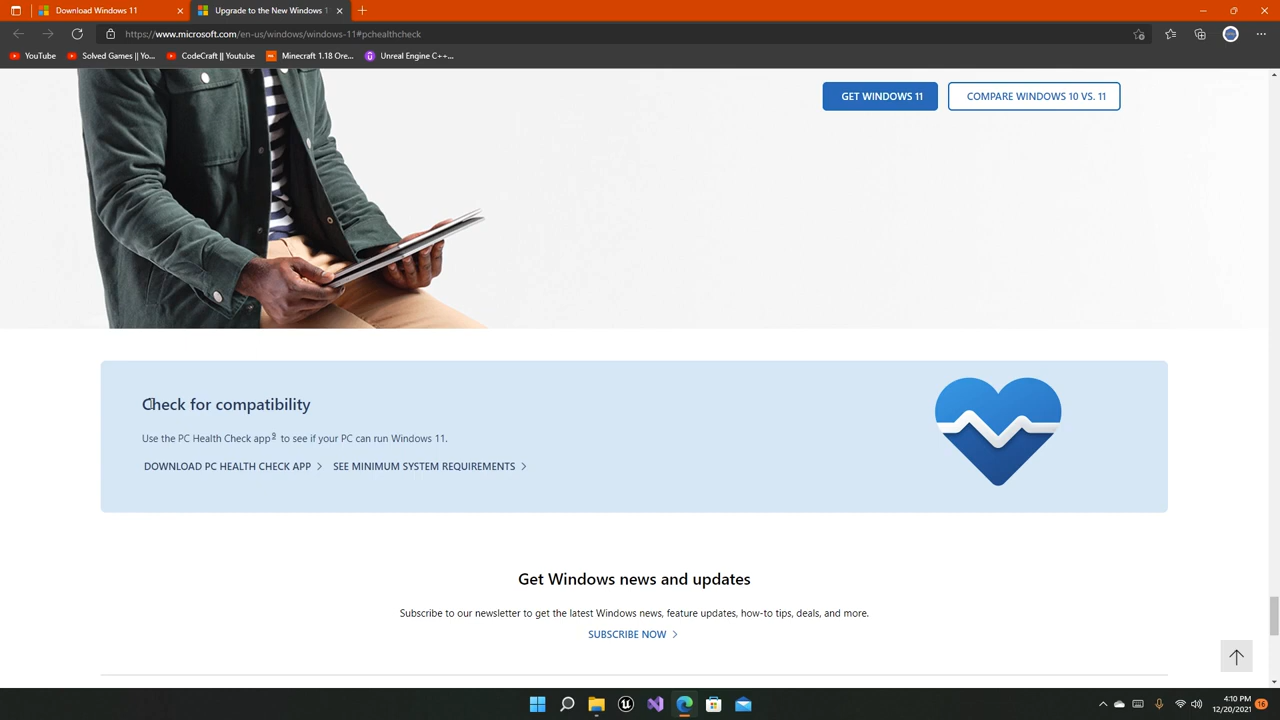 Download Windows 11
Upgrade to the New Windows 1
https://www.microsoft.com/en-us/windows/windows-11#pchealthcheck
YouTube
Solved Games || Yo...
CodeCraft || Youtube
Minecraft 1.18 Ore...
Unreal Engine C++...
GET WINDOWS 11
COMPARE WINDOWS 10 VS. 11
Check for compatibility
Use the PC Health Check app9 to see if your PC can run Windows 11.
DOWNLOAD PC HEALTH CHECK APP
SEE MINIMUM SYSTEM REQUIREMENTS
Get Windows news and updates
Subscribe to our newsletter to get the latest Windows news, feature updates, how-to tips, deals, and more.
SUBSCRIBE NOW
4:10 PM
12/20/2021
16